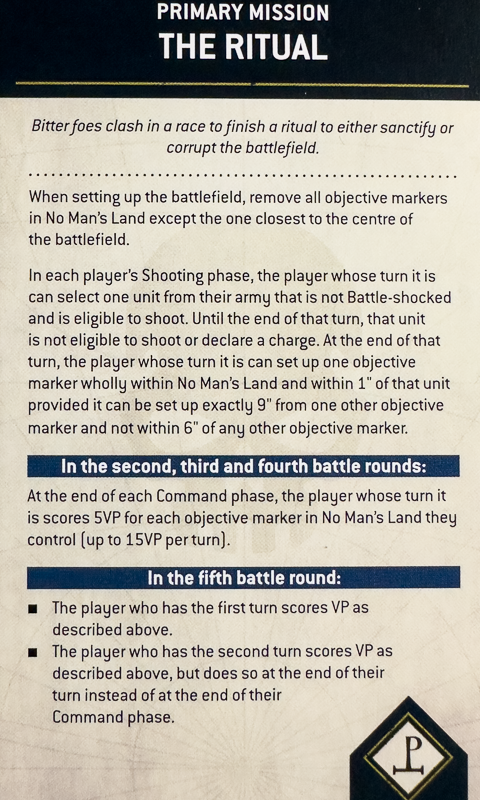 PRIMARY MISSION
THE RITUAL
Bitter foes clash in a race to finish a ritual to either sanctify or
corrupt the battlefield.
When setting up the battlefield, remove all objective markers
in No Man's Land except the one closest to the centre of
the battlefield.
In each player's Shooting phase, the player whose turn it is
can select one unit from their army that is not Battle-shocked
and is eligible to shoot. Until the end of that turn, that unit
is not eligible to shoot or declare a charge. At the end of that
turn, the player whose turn it is can set up one objective
marker wholly within No Man's Land and within 1" of that unit
provided it can be set up exactly 9" from one other objective
marker and not within 6" of any other objective marker.
In the second, third and fourth battle rounds:
At the end of each Command phase, the player whose turn it
is scores 5VP for each objective marker in No Man's Land they
control (up to 15VP per turn).
In the fifth battle round:
■ The player who has the first turn scores VP as
described above.
■ The player who has the second turn scores VP as
described above, but does so at the end of their
turn instead of at the end of their
Command phase.
P